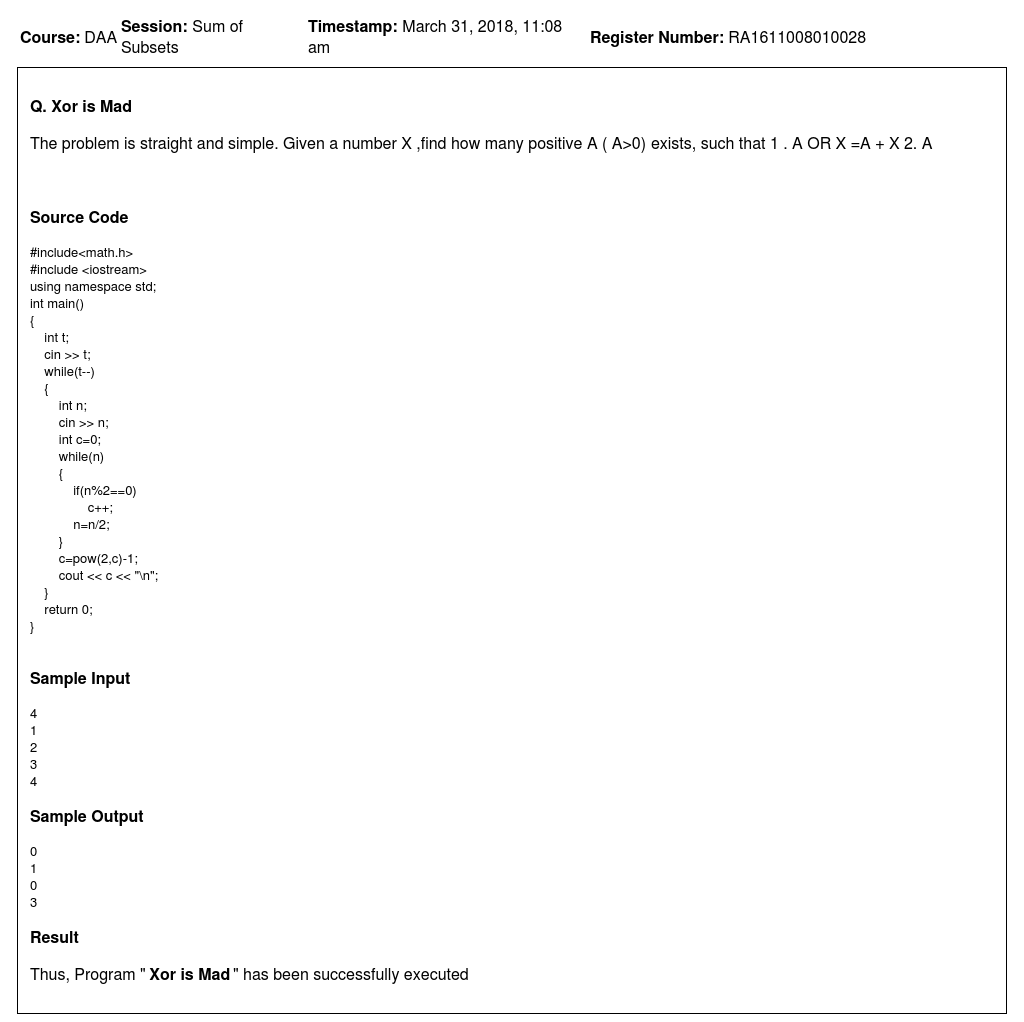 Course: DAA Session: Sum of Subsets Timestamp: March 31, 2018, 11:08 am Register Number: RA1611008010028
Q. Xor is Mad
The problem is straight and simple. Given a number X ,find how many positive A ( A>0) exists, such that 1 . A OR X =A + X 2. A
Source Code
#include<math.h>
#include <iostream>
using namespace std;
int main()
{
    int t;
    cin >> t;
    while(t--)
    {
        int n;
        cin >> n;
        int c=0;
        while(n)
        {
            if(n%2==0)
                c++;
            n=n/2;
        }
        c=pow(2,c)-1;
        cout << c << "\n";
    }
    return 0;
}
Sample Input
4
1
2
3
4
Sample Output
0
1
0
3
Result
Thus, Program " Xor is Mad " has been successfully executed